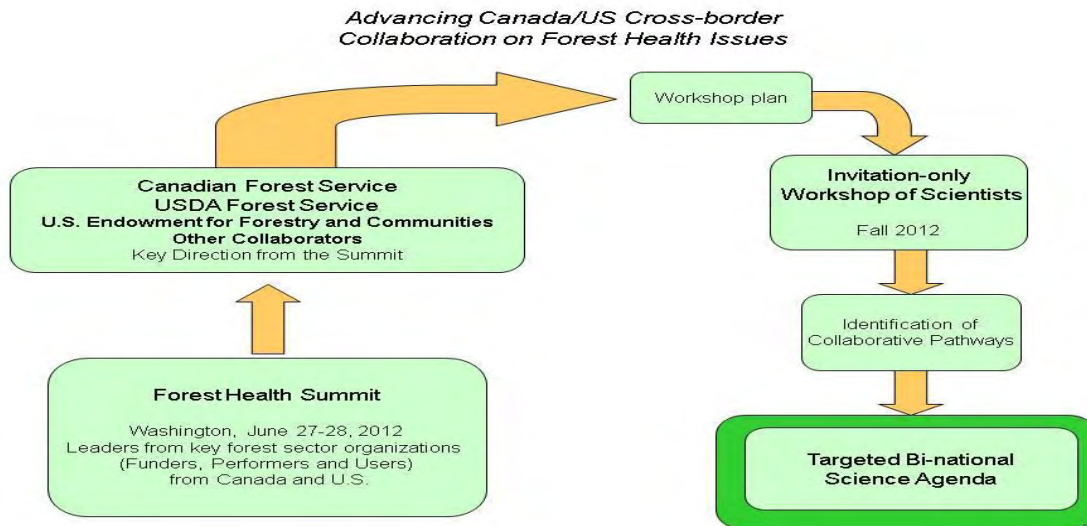 Advancing Canada/US Cross-border
Collaboration on Forest Health Issues
Workshop plan
Canadian Forest Service
USDA Forest Service
U.S. Endowment for Forestry and Communities
Other Collaborators
Key Direction from the Summit
Invitation-only
Workshop of Scientists
Fall 2012
Identification of
Collaborative Pathways
Forest Health Summit
Washington, June 27-28, 2012
Leaders from key forest sector organizations
(Funders, Performers and Users)
from Canada and U.S.
Targeted Bi-national
Science Agenda